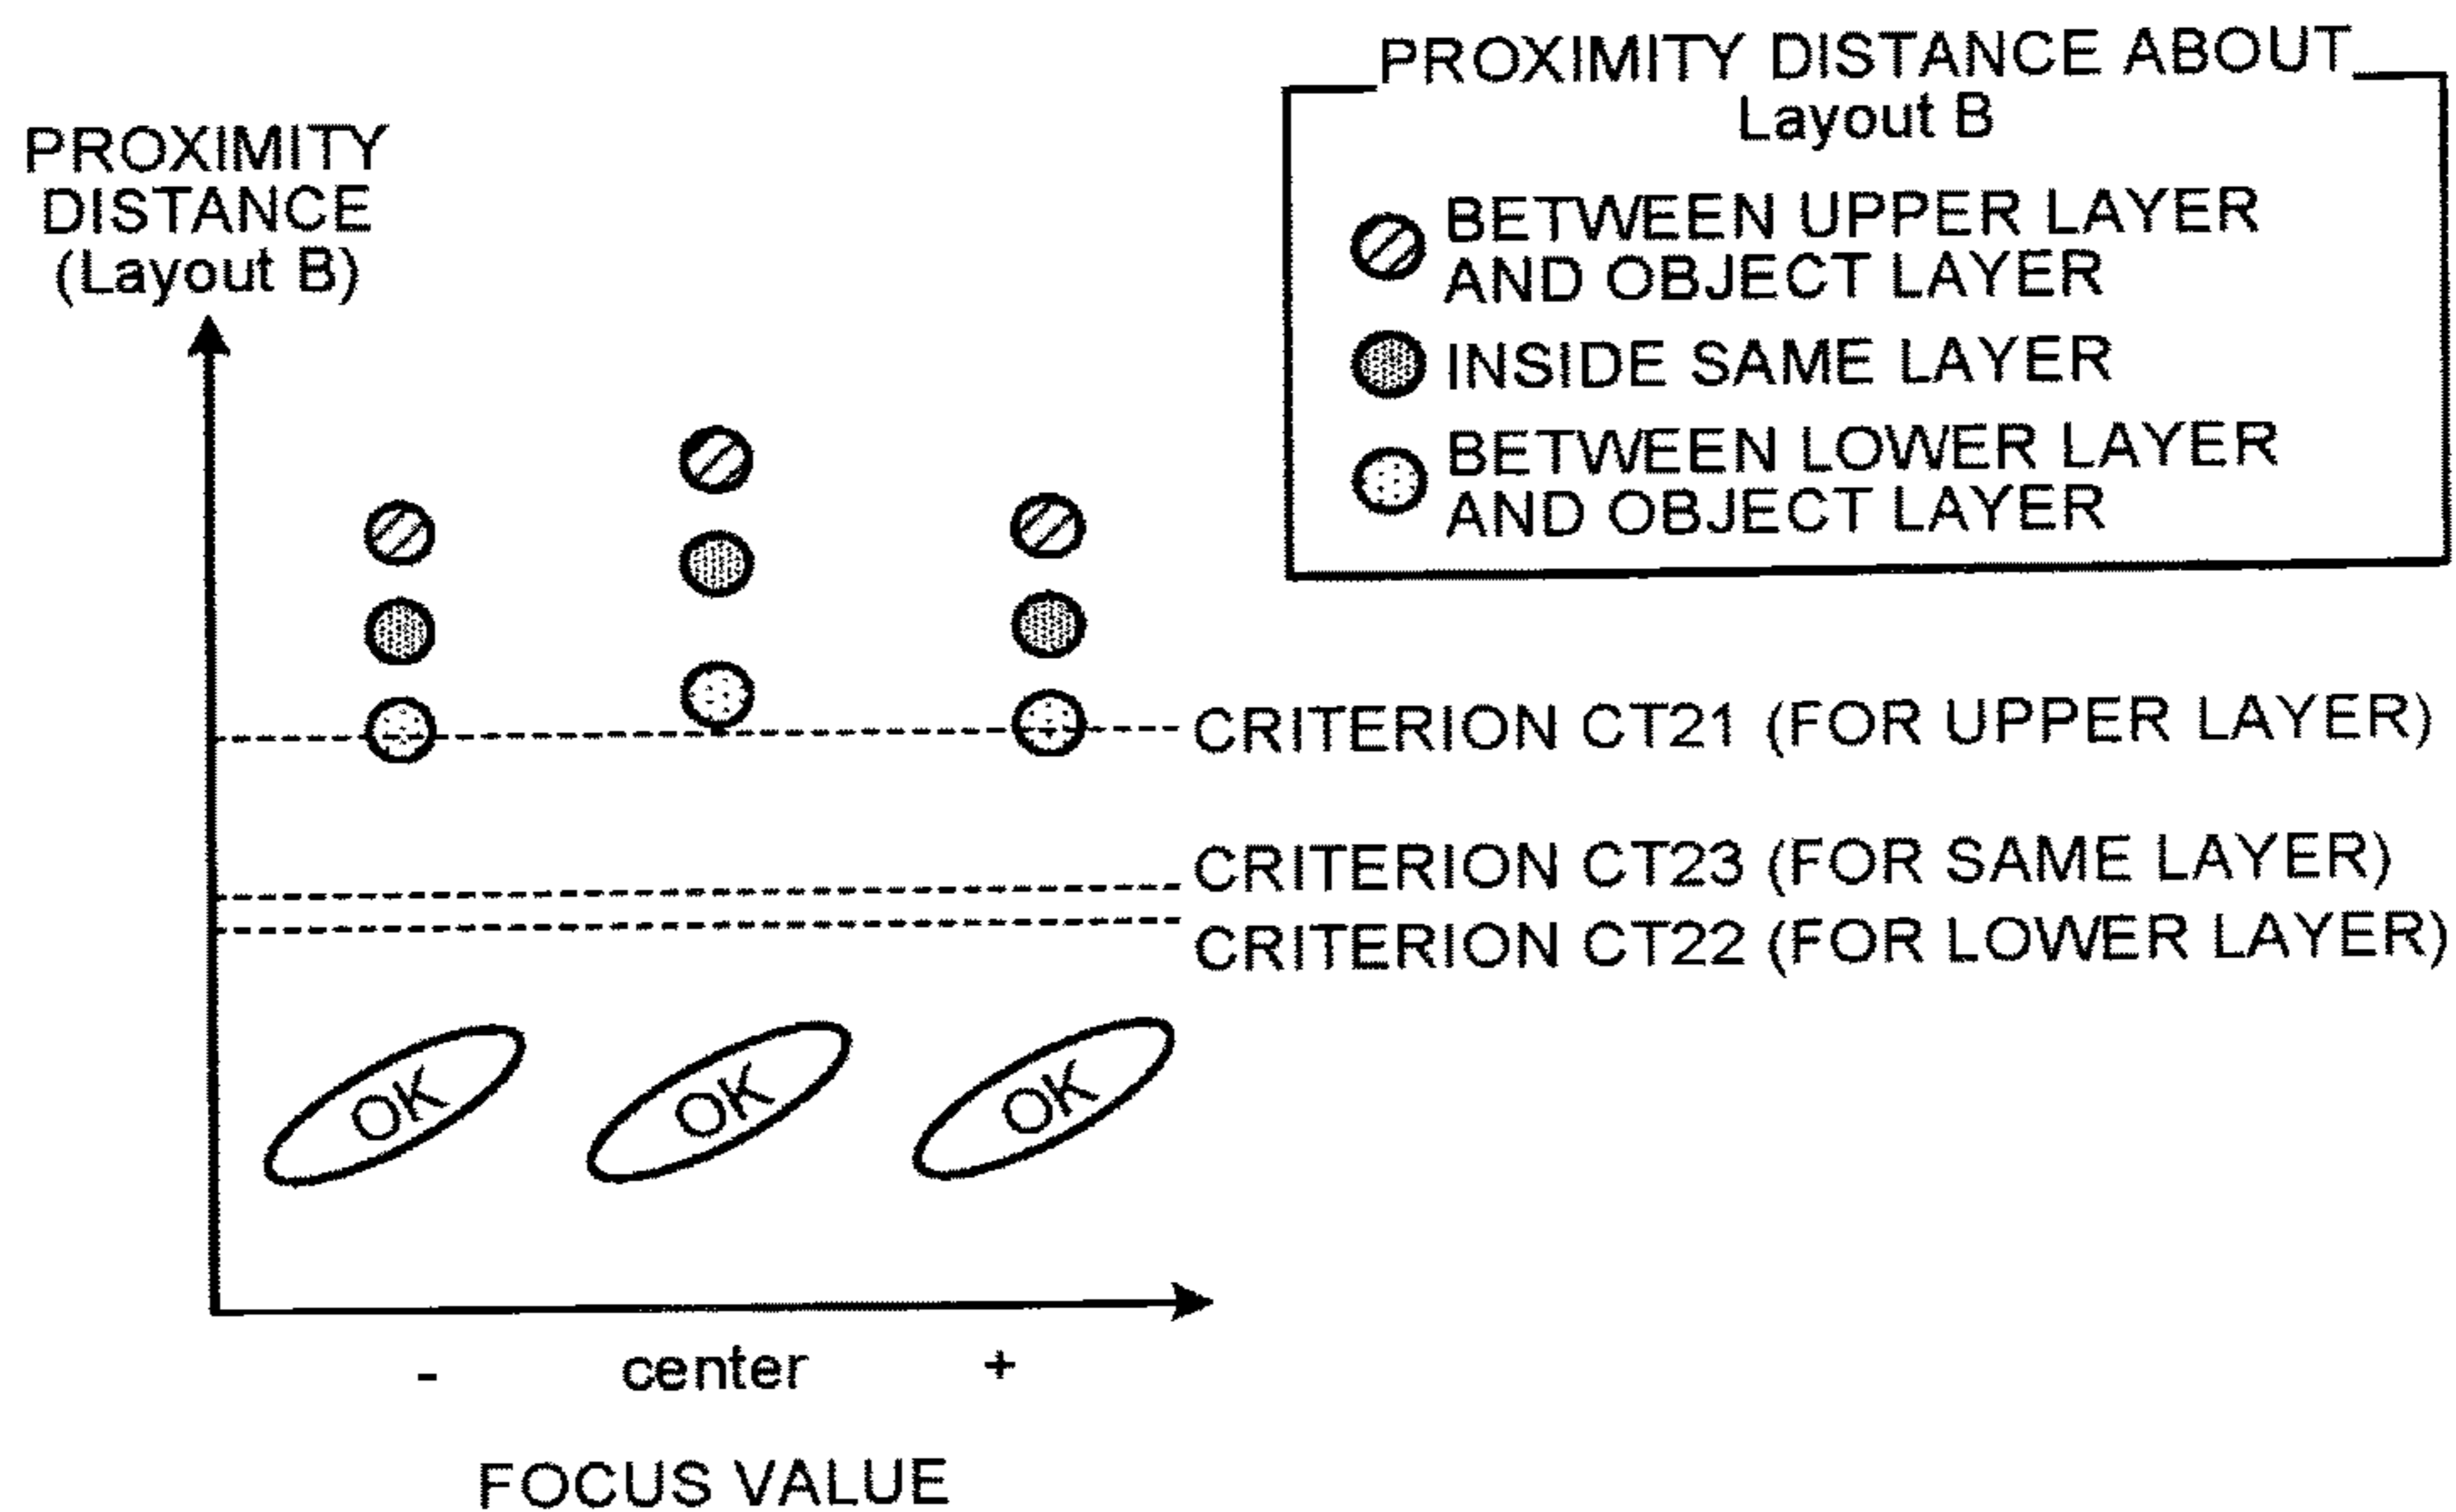 PROXIMITY DISTANCE ABOUT
Layout B
BETWEEN UPPER LAYER
AND OBJECT LAYER
INSIDE SAME LAYER
BETWEEN LOWER LAYER
AND OBJECT LAYER
PROXIMITY
DISTANCE
(Layout B)
CRITERION CT21 (FOR UPPER LAYER)
CRITERION CT23 (FOR SAME LAYER)
CRITERION CT22 (FOR LOWER LAYER)
OK OK OK
- center +
FOCUS VALUE